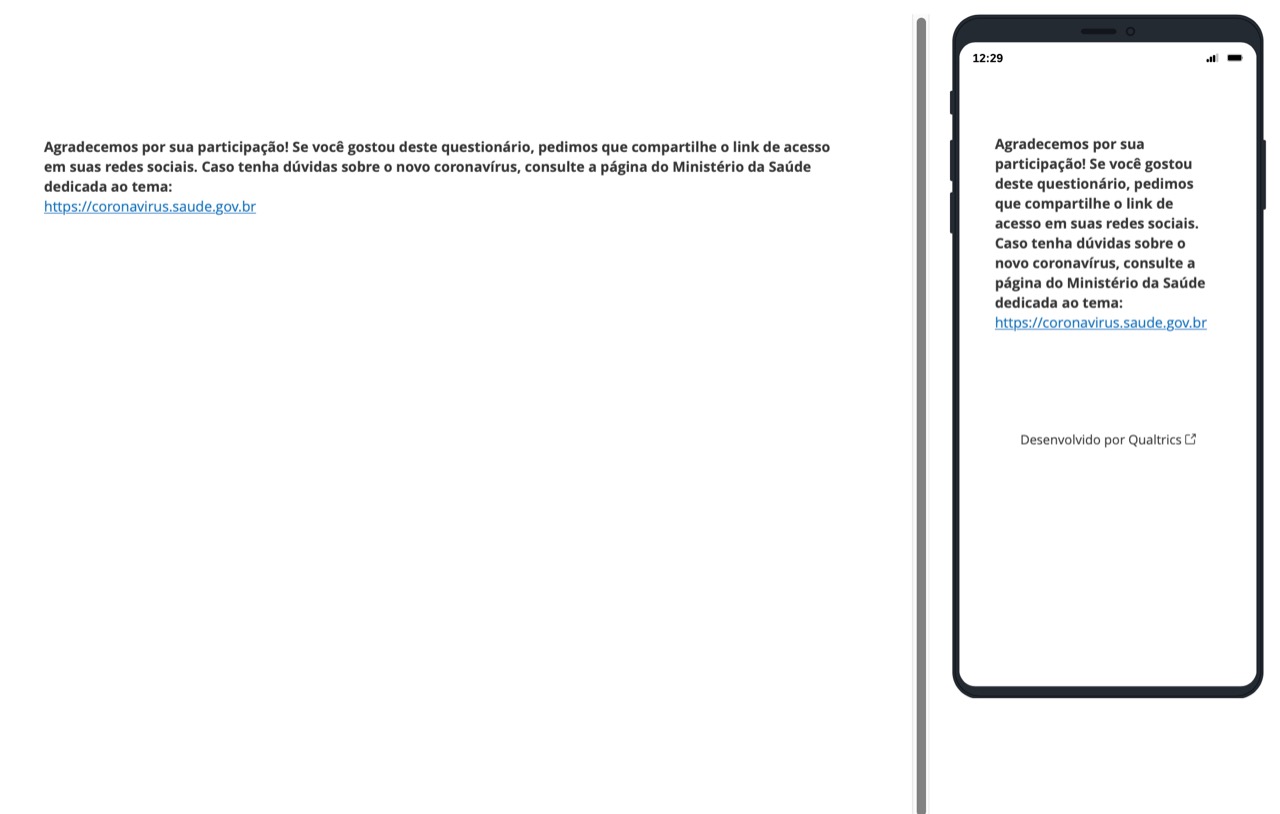 Agradecemos por sua participação! Se você gostou deste questionário, pedimos que compartilhe o link de acesso
em suas redes sociais. Caso tenha dúvidas sobre o novo coronavírus, consulte a página do Ministério da Saúde
dedicada ao tema:
https://coronavirus.saude.gov.br
12:29
Agradecemos por sua
participação! Se você gostou
deste questionário, pedimos
que compartilhe o link de
acesso em suas redes sociais.
Caso tenha dúvidas sobre o
novo coronavírus, consulte a
página do Ministério da Saúde
dedicada ao tema:
https://coronavirus.saude.gov.br
Desenvolvido por Qualtrics